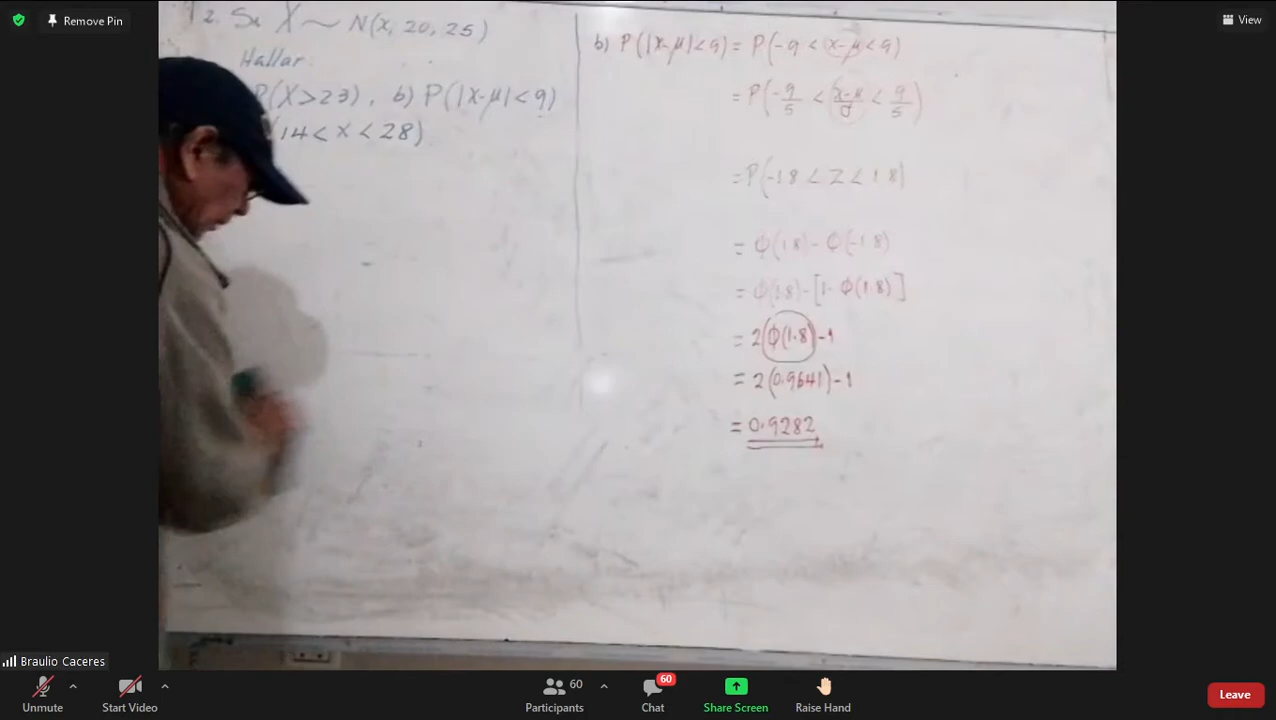 Remove Pin
View
2. Si X ~ N(x, 20, 25)
Hallar
P(X>23), b) P(|x-μ|<9)
(14 < X < 28)
b) P(|x-μ|<9) = P(-9 < x-μ < 9)
= P(-9/5 < x-μ/σ < 9/5)
= P(-1.8 < Z < 1.8)
= Φ(1.8) - Φ(-1.8)
= Φ(1.8) - [1 - Φ(1.8)]
= 2(Φ(1.8)) - 1
= 2(0.9641) - 1
= 0.9282
Braulio Caceres
60
60
Unmute
Start Video
Participants
Chat
Share Screen
Raise Hand
Leave